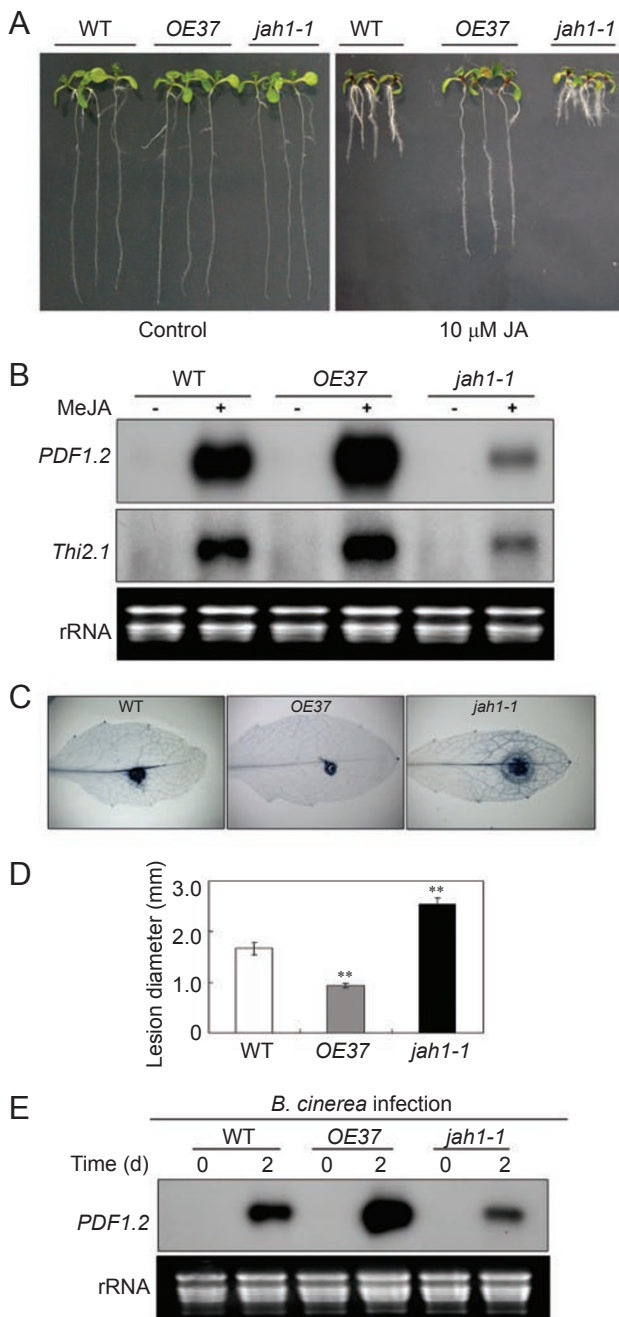 A
WT OE37 jah1-1 WT OE37 jah1-1
Control 10 μM JA
B
WT OE37 jah1-1
MeJA - + - + - +
PDF1.2
Thi2.1
rRNA
C
WT OE37 jah1-1
D
Lesion diameter (mm)
3.0
2.0
1.0
0
** **
WT OE37 jah1-1
E
B. cinerea infection
WT OE37 jah1-1
Time (d) 0 2 0 2 0 2
PDF1.2
rRNA